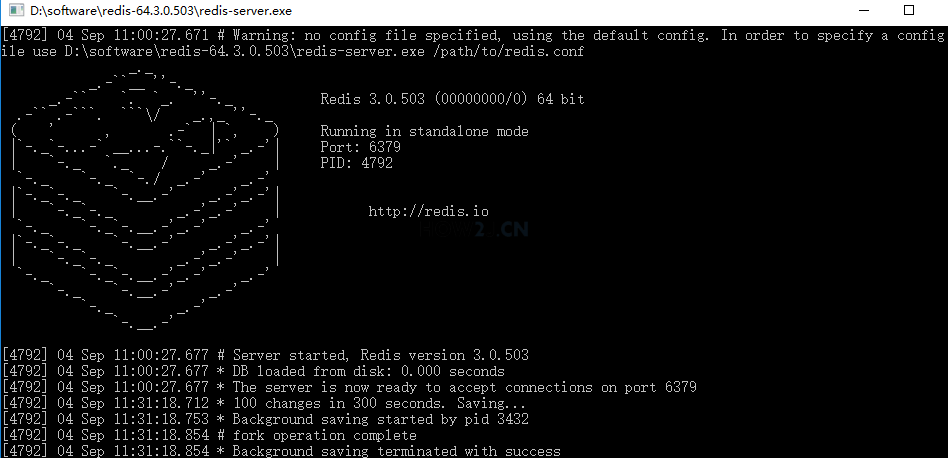 D:\software\redis-64.3.0.503\redis-server.exe
[4792] 04 Sep 11:00:27.671 # Warning: no config file specified, using the default config. In order to specify a config
ile use D:\software\redis-64.3.0.503\redis-server.exe /path/to/redis.conf
Redis 3.0.503 (00000000/0) 64 bit
Running in standalone mode
Port: 6379
PID: 4792
http://redis.io
[4792] 04 Sep 11:00:27.677 # Server started, Redis version 3.0.503
[4792] 04 Sep 11:00:27.677 * DB loaded from disk: 0.000 seconds
[4792] 04 Sep 11:00:27.677 * The server is now ready to accept connections on port 6379
[4792] 04 Sep 11:31:18.712 * 100 changes in 300 seconds. Saving...
[4792] 04 Sep 11:31:18.753 * Background saving started by pid 3432
[4792] 04 Sep 11:31:18.854 # fork operation complete
[4792] 04 Sep 11:31:18.854 * Background saving terminated with success